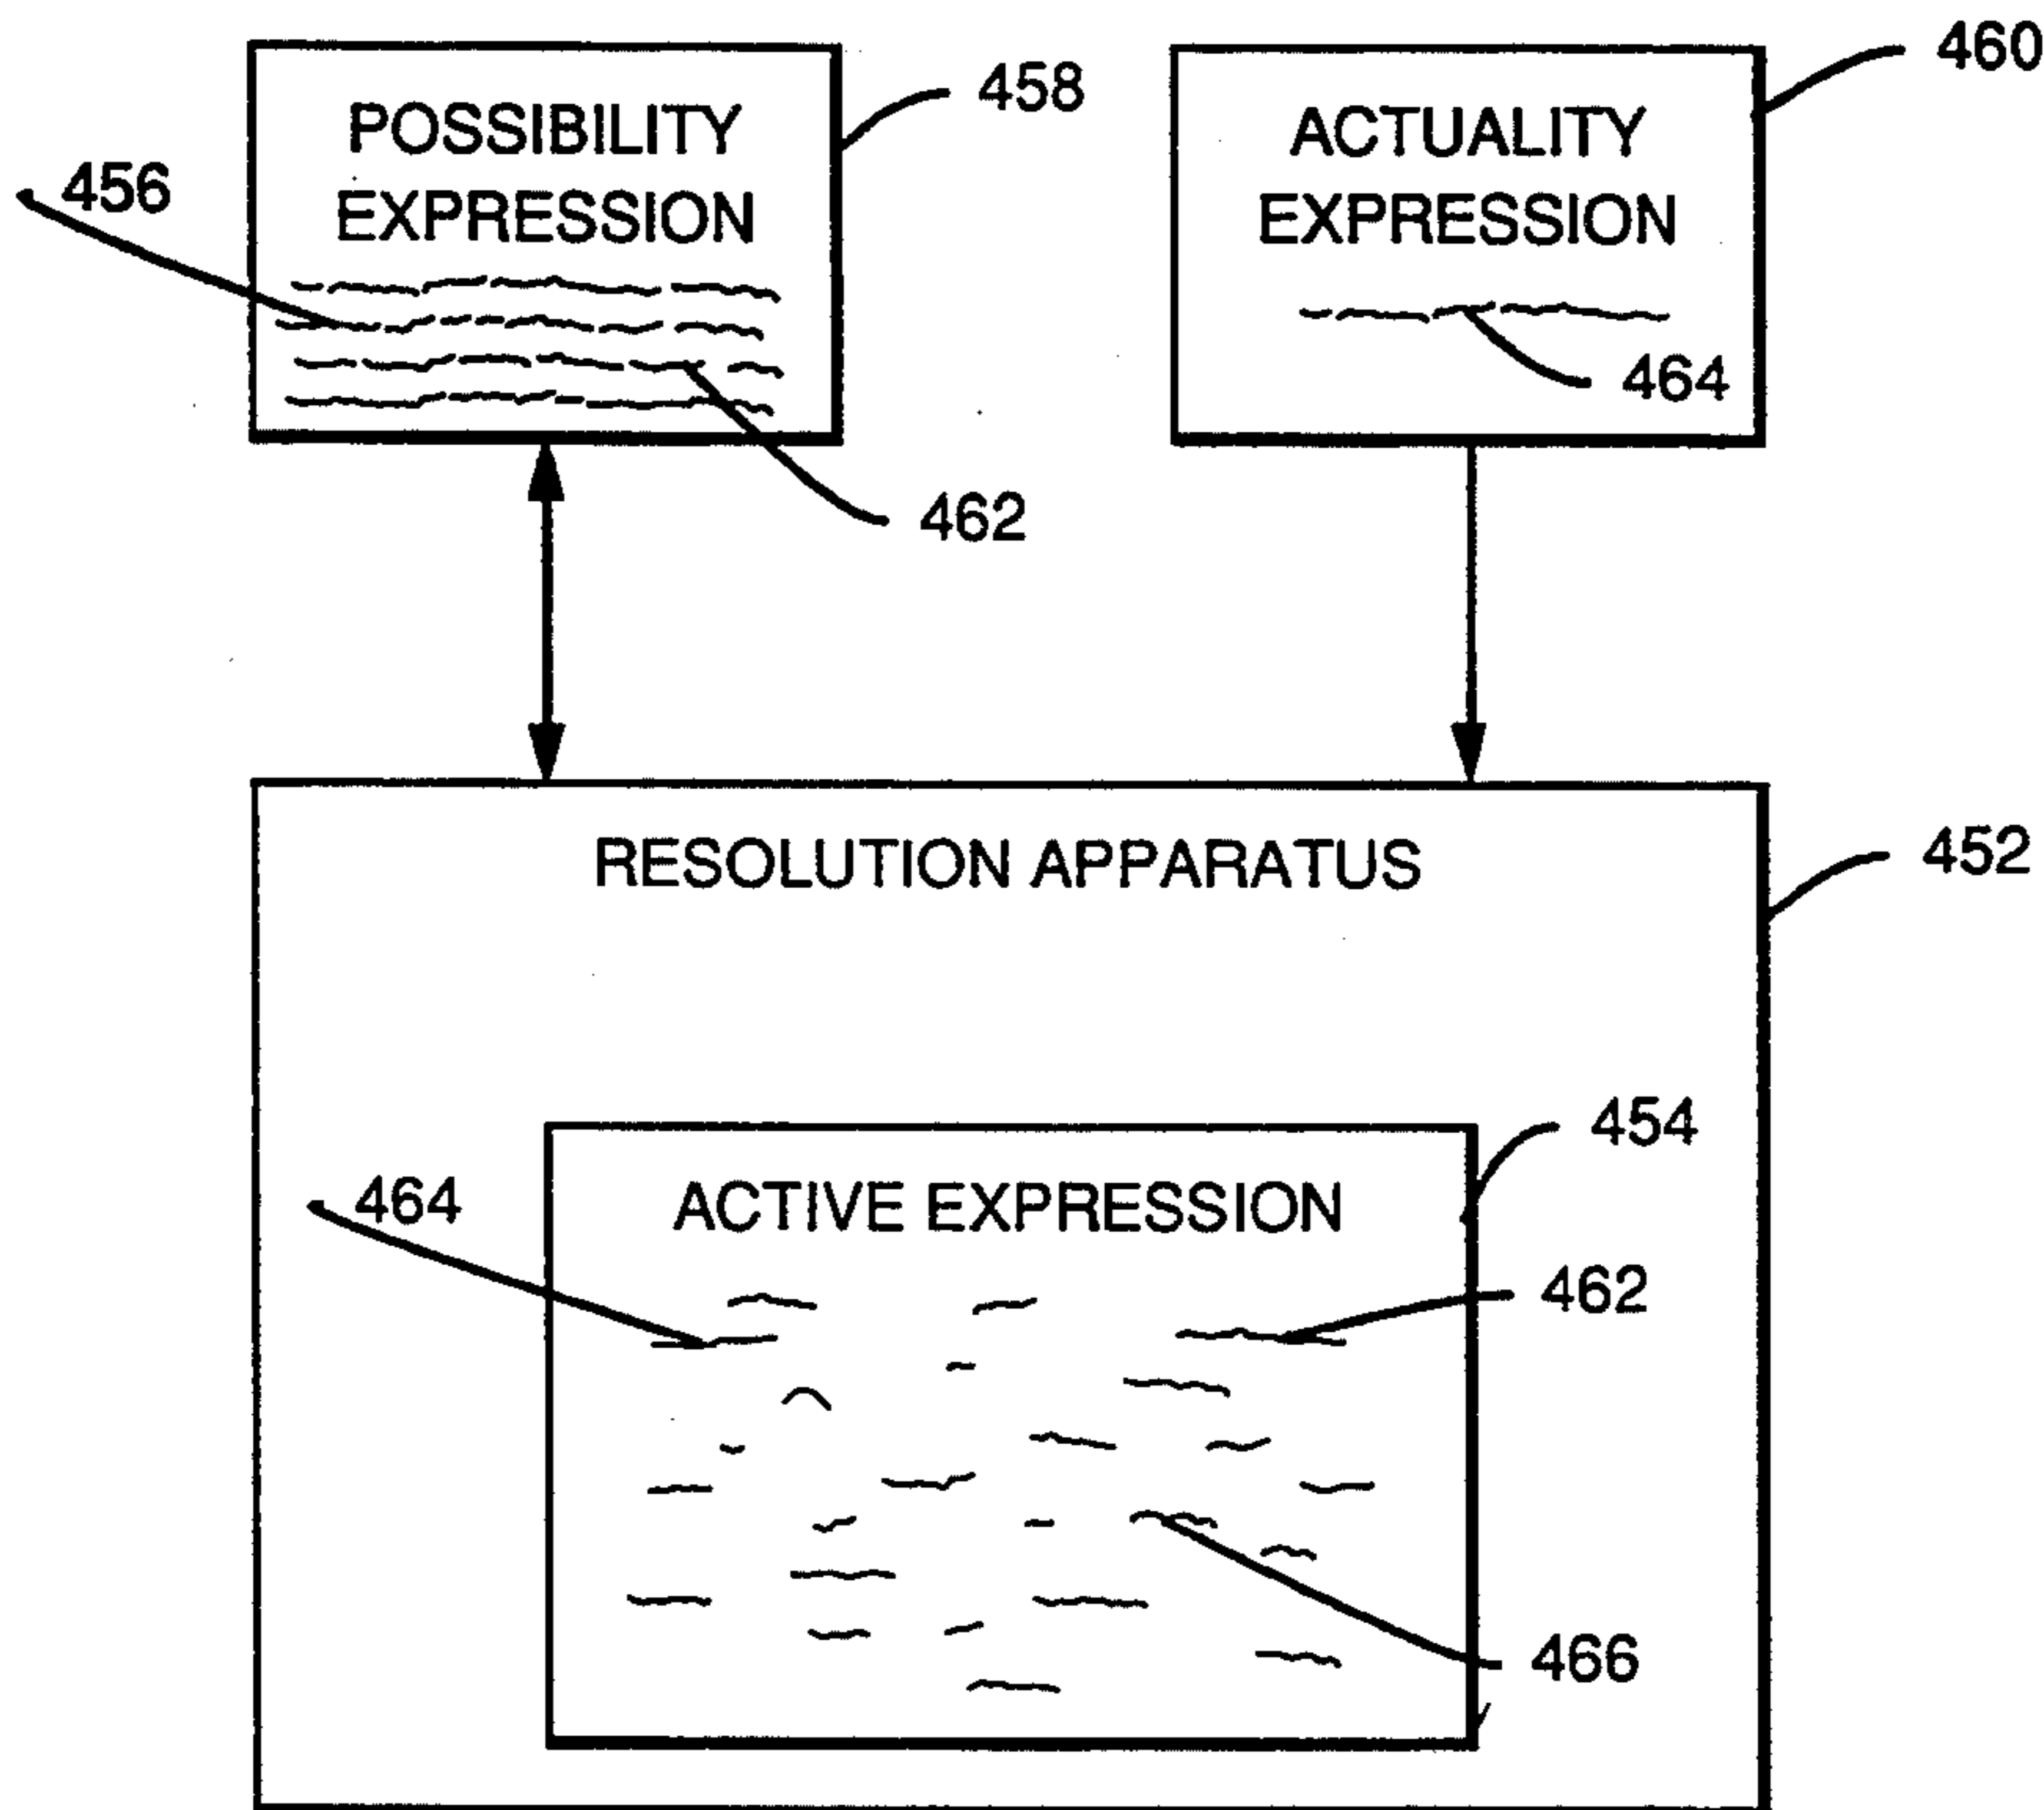 460
458
POSSIBILITY
EXPRESSION
ACTUALITY
EXPRESSION
456
464
462
RESOLUTION APPARATUS
452
454
464
ACTIVE EXPRESSION
462
466